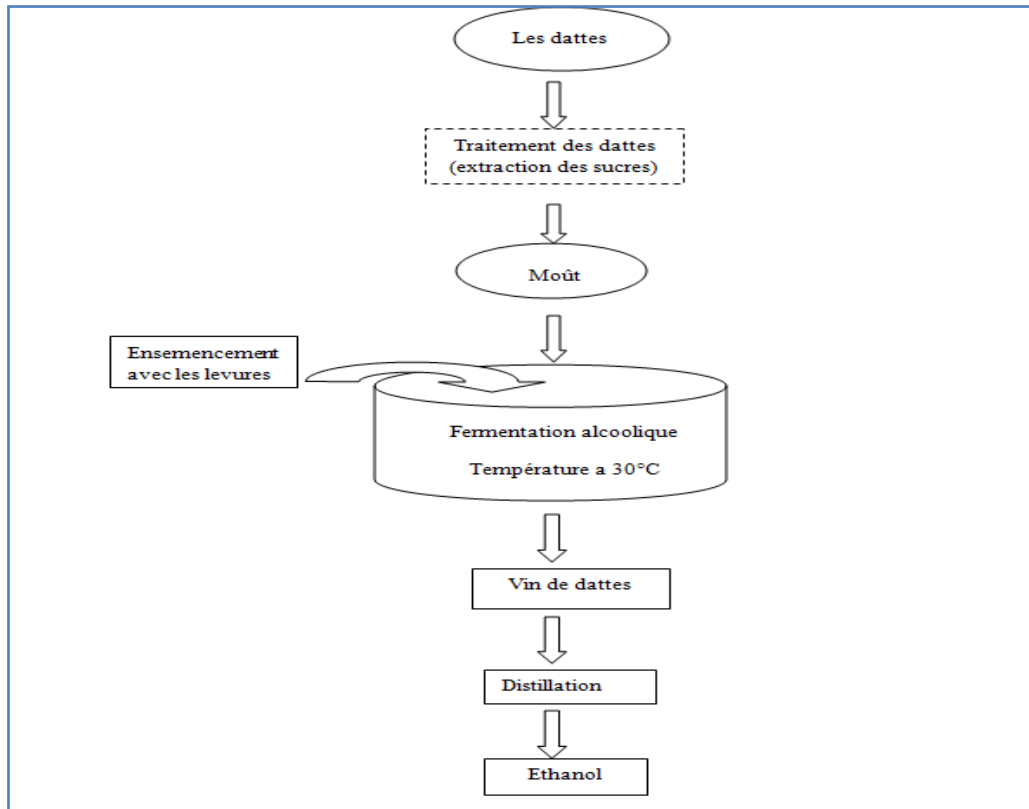 Les dattes
Traitement des dattes
(extraction des sucres)
Moût
Ensemencement
avec les levures
Fermentation alcoolique
Température a 30°C
Vin de dattes
Distillation
Ethanol